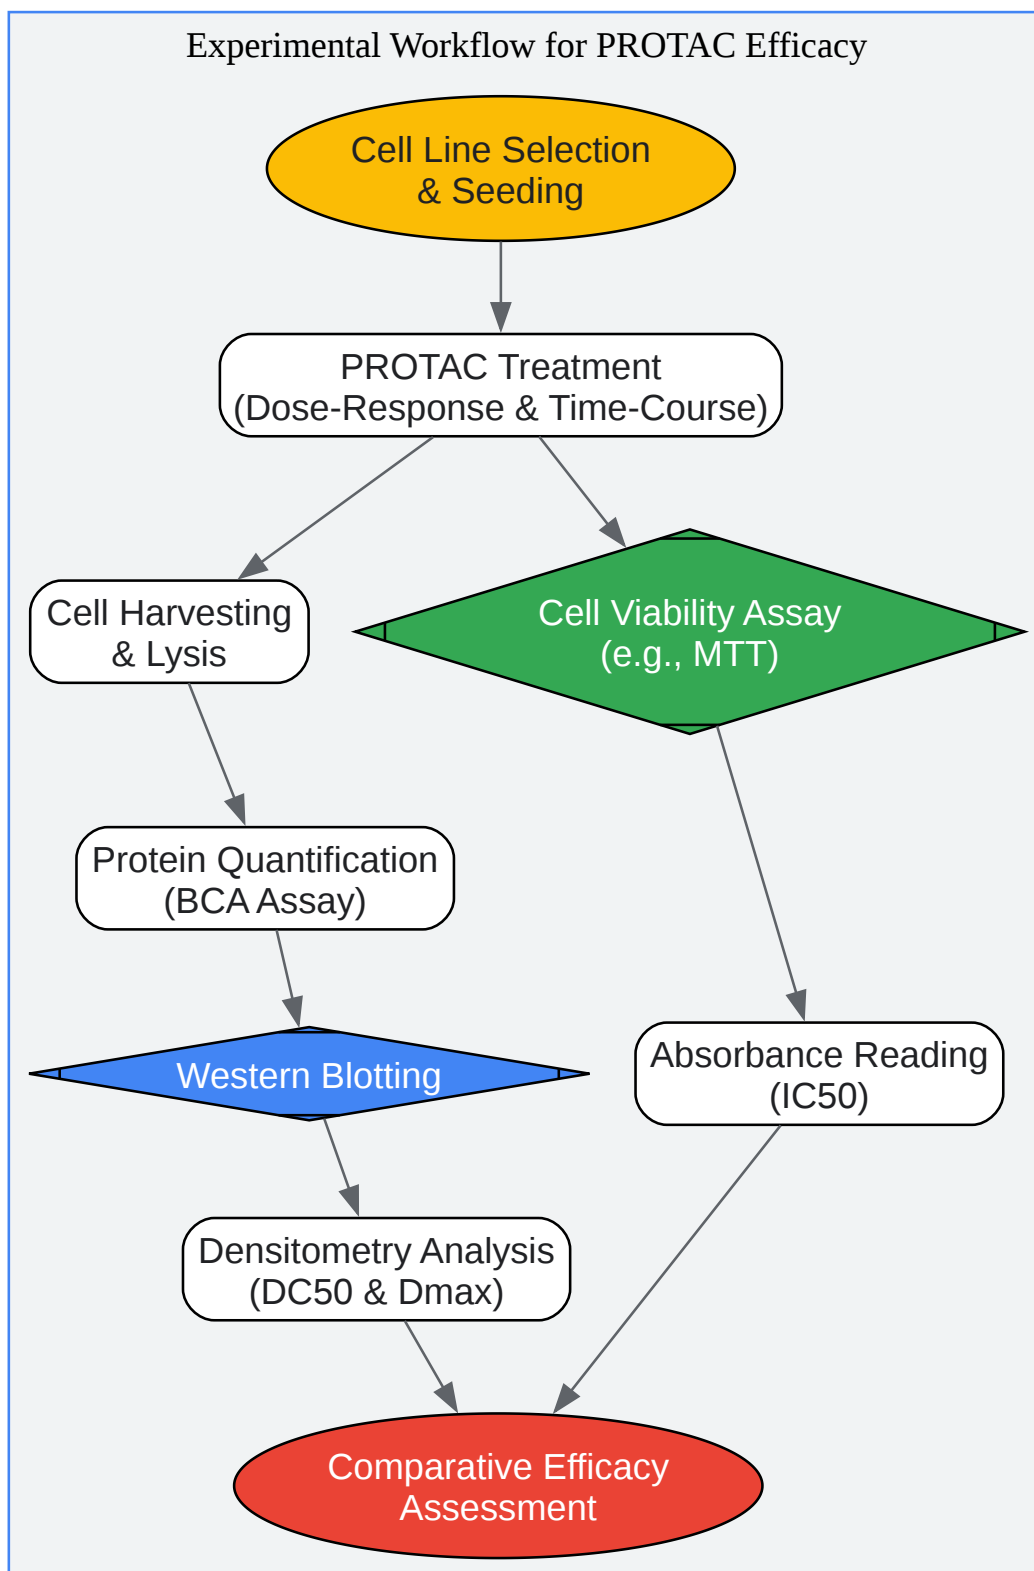 Experimental Workflow for PROTAC Efficacy
Cell Line Selection
& Seeding
PROTAC Treatment
(Dose-Response & Time-Course)
Cell Harvesting
& Lysis
Cell Viability Assay
(e.g., MTT)
Protein Quantification
(BCA Assay)
Western Blotting
Absorbance Reading
(IC50)
Densitometry Analysis
(DC50 & Dmax)
Comparative Efficacy
Assessment